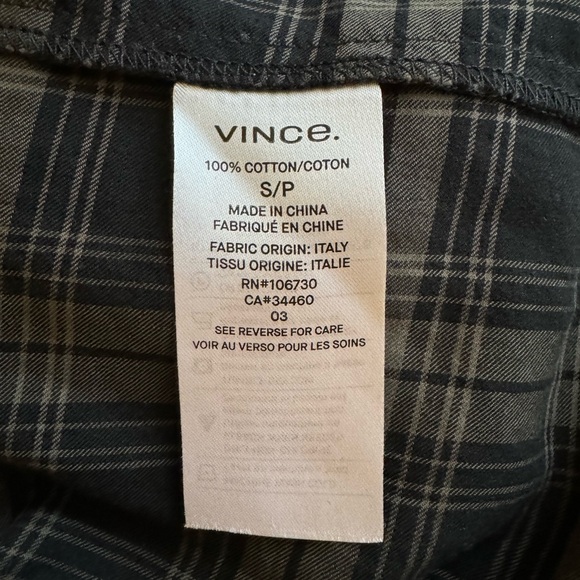 VINCe.
100% COTTON/COTON
S/P
MADE IN CHINA
FABRIQUÉ EN CHINE
FABRIC ORIGIN: ITALY
TISSU ORIGINE: ITALIE
RN#106730
CA#34460
03
SEE REVERSE FOR CARE
VOIR AU VERSO POUR LES SOINS